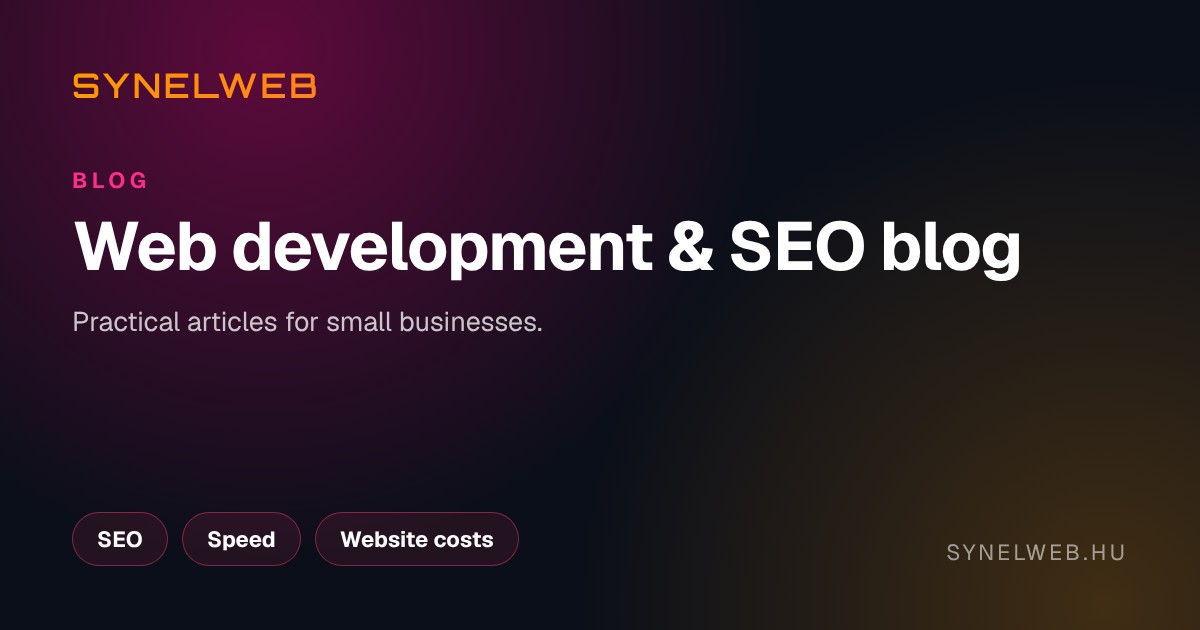 SYNELWEB
BLOG
Web development & SEO blog
Practical articles for small businesses.
SEO
Speed
Website costs
SYNELWEB.HU